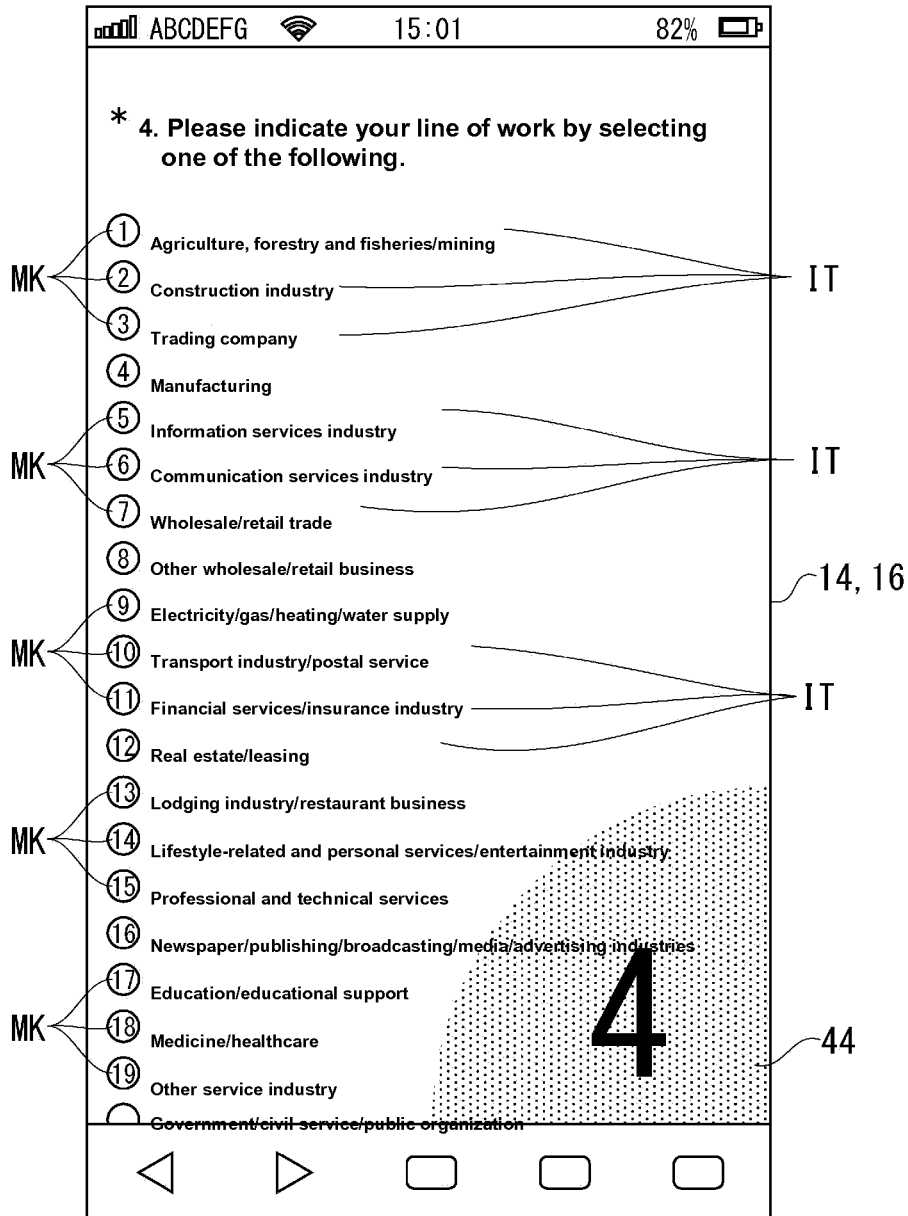 ABCDEFG 15:01 82%
* 4. Please indicate your line of work by selecting
one of the following.
1 Agriculture, forestry and fisheries/mining
MK 2 Construction industry IT
3 Trading company
4 Manufacturing
5 Information services industry
MK 6 Communication services industry IT
7 Wholesale/retail trade
8 Other wholesale/retail business
14, 16
9 Electricity/gas/heating/water supply
MK 10 Transport industry/postal service
11 Financial services/insurance industry IT
12 Real estate/leasing
13 Lodging industry/restaurant business
MK 14 Lifestyle-related and personal services/entertainment industry
15 Professional and technical services
16 Newspaper/publishing/broadcasting/media/advertising industries
17 Education/educational support
4
MK 18 Medicine/healthcare 44
19 Other service industry
Government/civil service/public organization